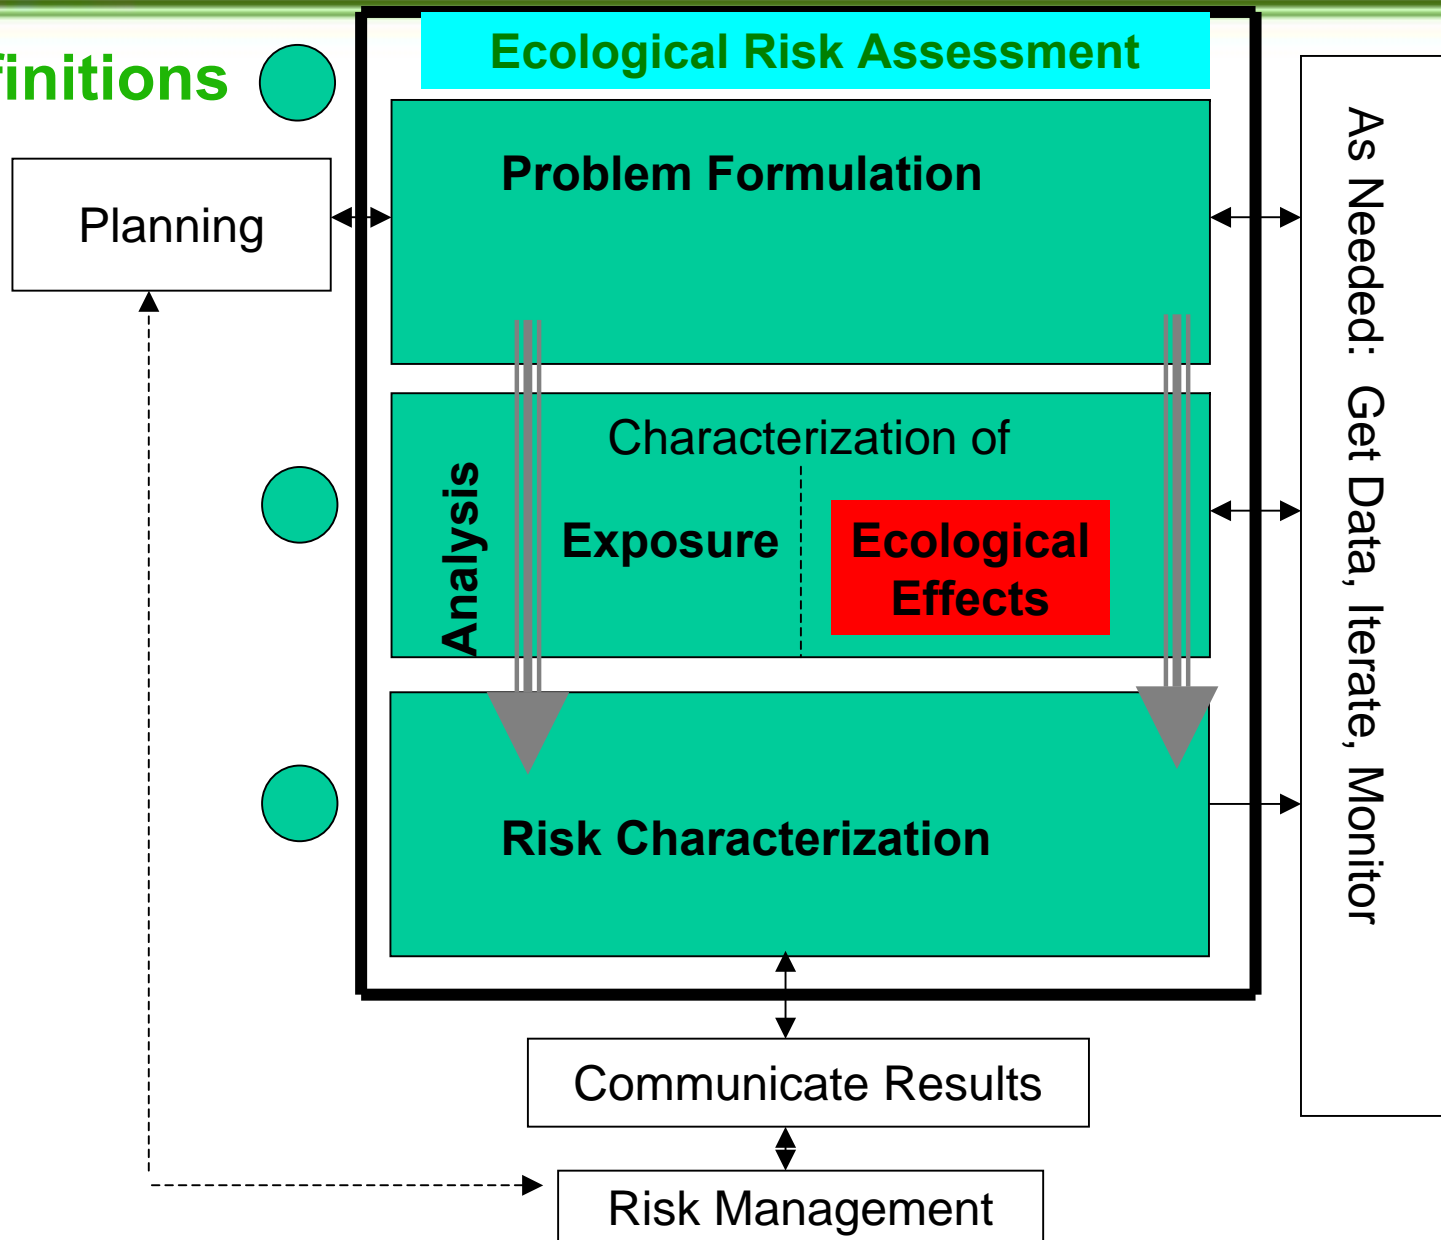 finitions
Ecological Risk Assessment
Problem Formulation
Planning
Characterization of
Analysis
Exposure
Ecological
Effects
Risk Characterization
As Needed: Get Data, Iterate, Monitor
Communicate Results
Risk Management